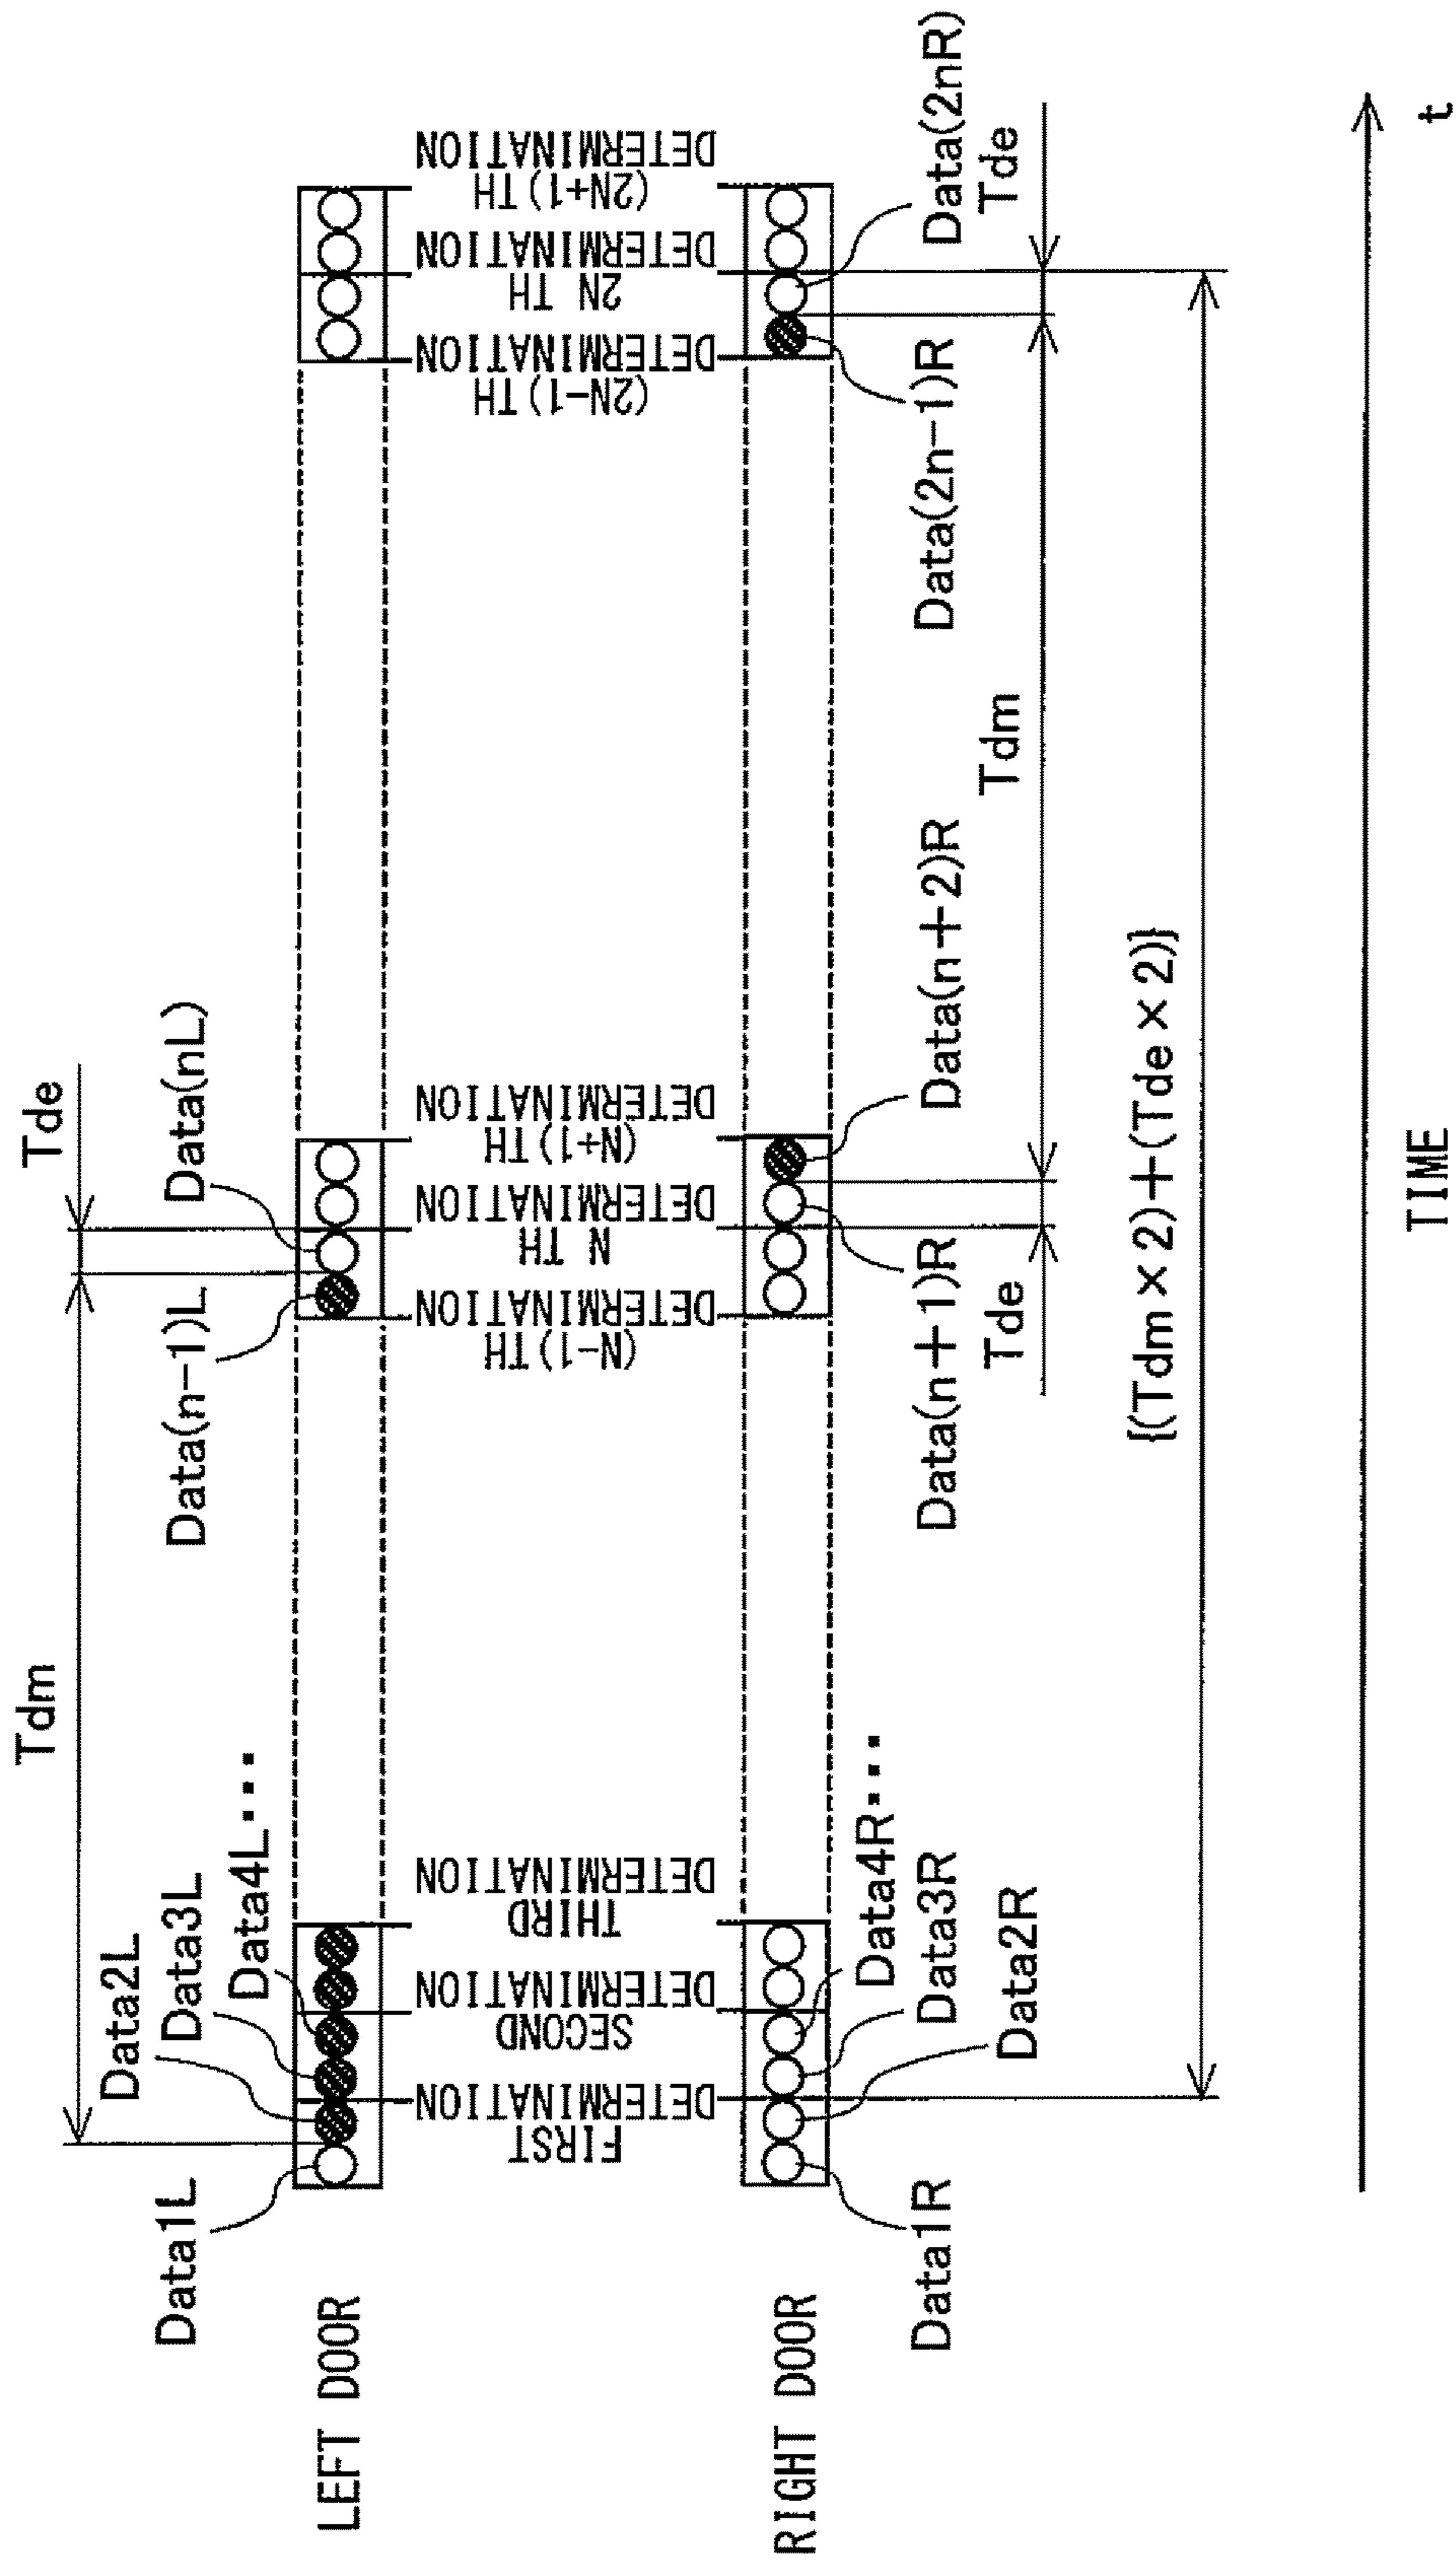 Tdm
Tde
Data2L
Data3L
Data4L・・・
Data(n-1)L
Data(nL)
Data1L
LEFT DOOR
FIRST
DETERMINATION
SECOND
DETERMINATION
THIRD
DETERMINATION
(N-1)TH
DETERMINATION
N TH
DETERMINATION
(N+1)TH
DETERMINATION
(2N-1)TH
DETERMINATION
2N TH
DETERMINATION
(2N+1)TH
DETERMINATION
RIGHT DOOR
Data1R
Data2R
Data3R
Data4R・・・
Data(n+1)R
Data(n+2)R
Data(2n-1)R
Data(2nR)
Tde
Tdm
Tde
{(Tdm×2)+(Tde×2)}
TIME
t